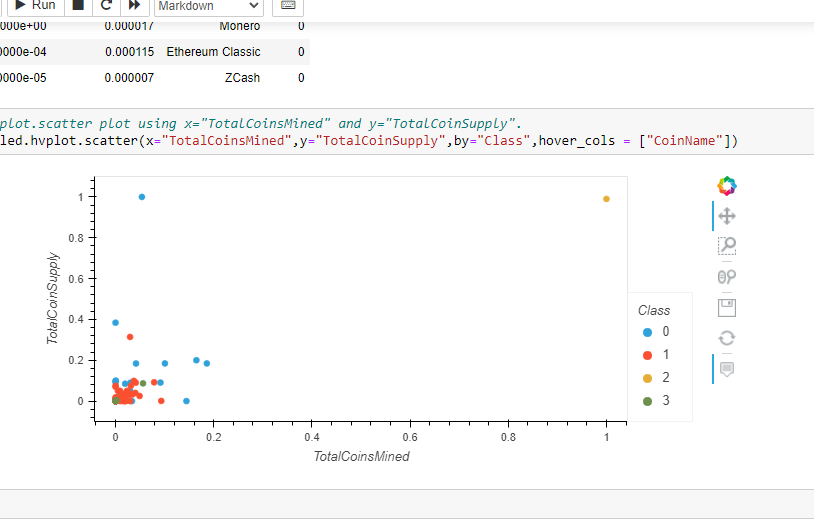 Run Markdown
000e+00 0.000017 Monero 0
0000e-04 0.000115 Ethereum Classic 0
0000e-05 0.000007 ZCash 0
plot.scatter plot using x="TotalCoinsMined" and y="TotalCoinSupply".
led.hvplot.scatter(x="TotalCoinsMined",y="TotalCoinSupply",by="Class",hover_cols = ["CoinName"])
1
0.8
0.6
0.4
0.2
0
TotalCoinSupply
0 0.2 0.4 0.6 0.8 1
TotalCoinsMined
Class
0
1
2
3